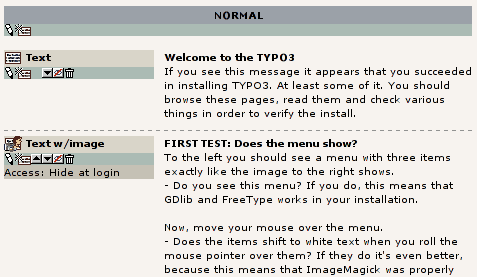 NORMAL
Text
Welcome to the TYPO3
If you see this message it appears that you succeeded
in installing TYPO3. At least some of it. You should
browse these pages, read them and check various
things in order to verify the install.
Text w/image
Access: Hide at login
FIRST TEST: Does the menu show?
To the left you should see a menu with three items
exactly like the image to the right shows.
- Do you see this menu? If you do, this means that
GDlib and FreeType works in your installation.
Now, move your mouse over the menu.
- Does the items shift to white text when you roll the
mouse pointer over them? If they do it's even better,
because this means that ImageMagick was properly